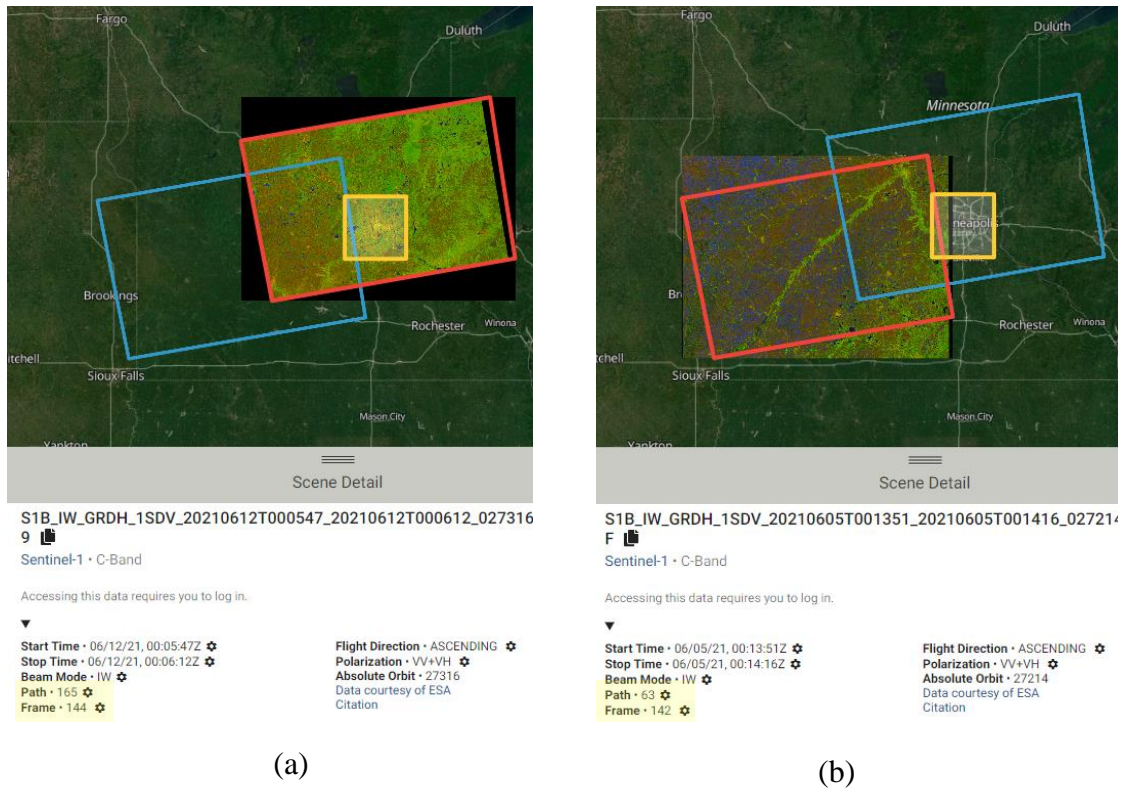 Fargo
Duluth
Brookings
Rochester
Winona
itchell
Sioux Falls
Mason City
Yankton
Scene Detail
S1B_IW_GRDH_1SDV_20210612T000547_20210612T000612_027316
9
Sentinel-1 • C-Band
Accessing this data requires you to log in.
Start Time • 06/12/21, 00:05:47Z
Stop Time • 06/12/21, 00:06:12Z
Beam Mode • IW
Path • 165
Frame • 144
Flight Direction • ASCENDING
Polarization • VV+VH
Absolute Orbit • 27316
Data courtesy of ESA
Citation
(a)
Fargo
Duluth
Minnesota
neapolis
Br
Rochester
Winona
tchell
Sioux Falls
Mason City
Yankton
Scene Detail
S1B_IW_GRDH_1SDV_20210605T001351_20210605T001416_027214
F
Sentinel-1 • C-Band
Accessing this data requires you to log in.
Start Time • 06/05/21, 00:13:51Z
Stop Time • 06/05/21, 00:14:16Z
Beam Mode • IW
Path • 63
Frame • 142
Flight Direction • ASCENDING
Polarization • VV+VH
Absolute Orbit • 27214
Data courtesy of ESA
Citation
(b)